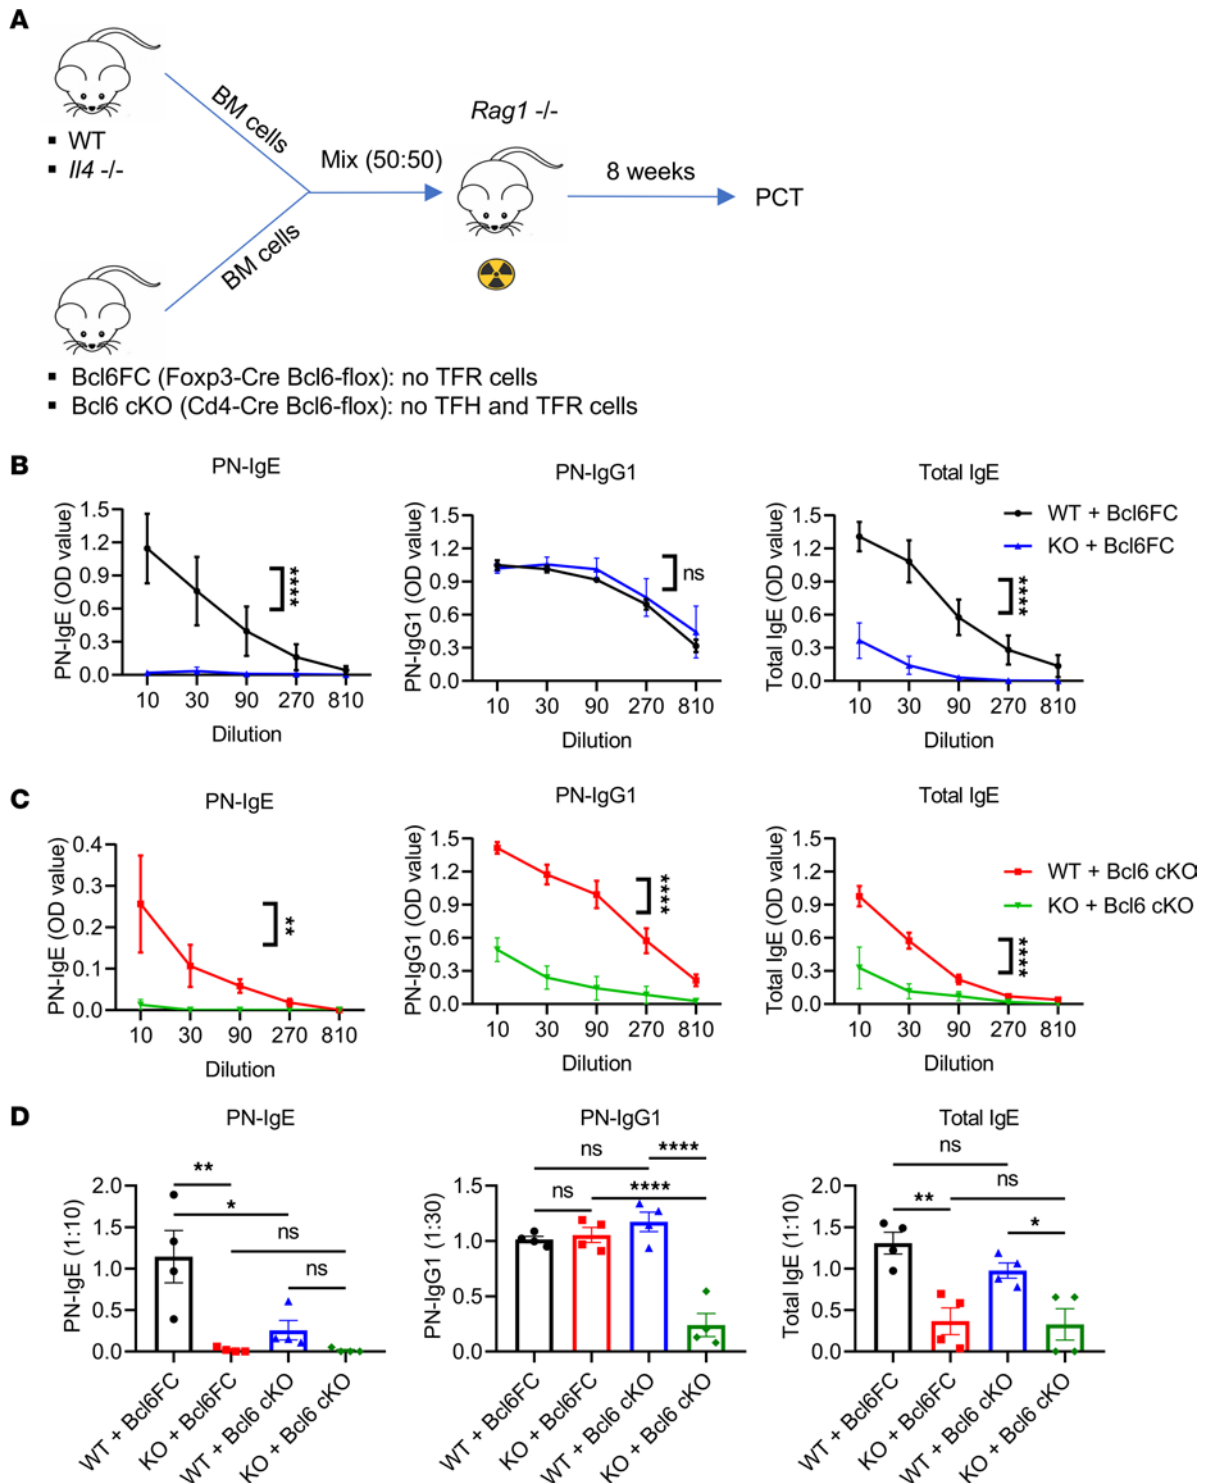 A
BM cells
Rag1 -/-
▪ WT
▪ Il4 -/-
Mix (50:50)
8 weeks
PCT
BM cells
▪ Bcl6FC (Foxp3-Cre Bcl6-flox): no TFR cells
▪ Bcl6 cKO (Cd4-Cre Bcl6-flox): no TFH and TFR cells
B
PN-IgE
PN-IgE (OD value)
1.5
1.2
0.9
0.6
0.3
0.0
****
10 30 90 270 810
Dilution
PN-IgG1
PN-IgG1 (OD value)
1.5
1.2
0.9
0.6
0.3
0.0
ns
10 30 90 270 810
Dilution
Total IgE
Total IgE (OD value)
1.5
1.2
0.9
0.6
0.3
0.0
****
10 30 90 270 810
Dilution
WT + Bcl6FC
KO + Bcl6FC
C
PN-IgE
PN-IgE (OD value)
0.4
0.3
0.2
0.1
0.0
**
10 30 90 270 810
Dilution
PN-IgG1
PN-IgG1 (OD value)
1.5
1.2
0.9
0.6
0.3
0.0
****
10 30 90 270 810
Dilution
Total IgE
Total IgE (OD value)
1.5
1.2
0.9
0.6
0.3
0.0
****
10 30 90 270 810
Dilution
WT + Bcl6 cKO
KO + Bcl6 cKO
D
PN-IgE
PN-IgE (1:10)
2.0
1.5
1.0
0.5
0.0
**
*
ns
ns
WT + Bcl6FC
KO + Bcl6FC
WT + Bcl6 cKO
KO + Bcl6 cKO
PN-IgG1
PN-IgG1 (1:30)
1.5
1.0
0.5
0.0
ns
****
ns
****
WT + Bcl6FC
KO + Bcl6FC
WT + Bcl6 cKO
KO + Bcl6 cKO
Total IgE
Total IgE (1:10)
2.0
1.5
1.0
0.5
0.0
ns
**
ns
*
WT + Bcl6FC
KO + Bcl6FC
WT + Bcl6 cKO
KO + Bcl6 cKO